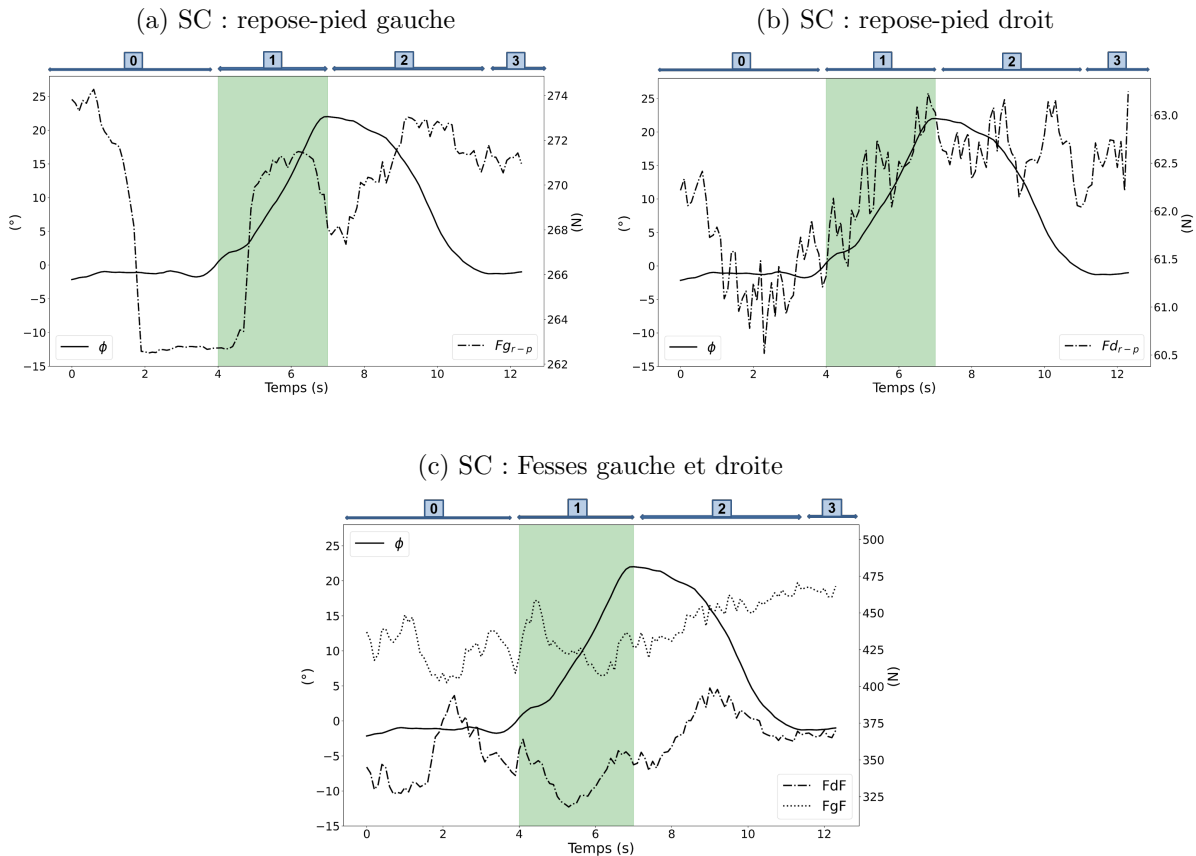 (a) SC : repose-pied gauche
0 1 2 3
25 20 15 10 5 0 −5 −10 −15
(°)
274 272 270 268 266 264 262
(N)
ϕ
Fg_{r−p}
0 2 4 6 8 10 12
Temps (s)
(b) SC : repose-pied droit
0 1 2 3
25 20 15 10 5 0 −5 −10 −15
(°)
63.0 62.5 62.0 61.5 61.0 60.5
(N)
ϕ
Fd_{r−p}
0 2 4 6 8 10 12
Temps (s)
(c) SC : Fesses gauche et droite
0 1 2 3
ϕ
25 20 15 10 5 0 −5 −10 −15
(°)
500 475 450 425 400 375 350 325
(N)
FdF
FgF
0 2 4 6 8 10 12
Temps (s)